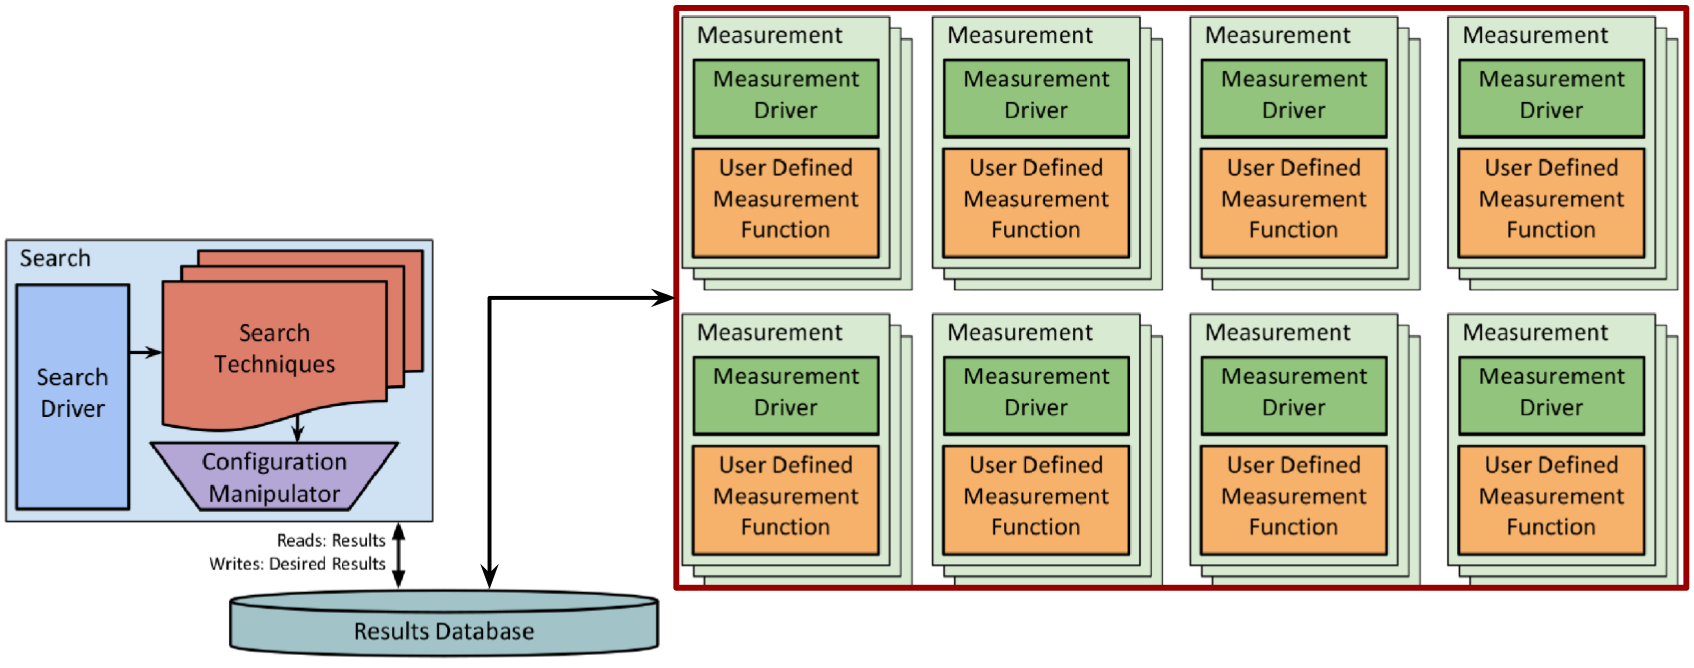 Measurement
Measurement
Driver
User Defined
Measurement
Function
Measurement
Measurement
Driver
User Defined
Measurement
Function
Measurement
Measurement
Driver
User Defined
Measurement
Function
Measurement
Measurement
Driver
User Defined
Measurement
Function
Search
Search
Driver
Search
Techniques
Configuration
Manipulator
Reads: Results
Writes: Desired Results
Results Database
Measurement
Measurement
Driver
User Defined
Measurement
Function
Measurement
Measurement
Driver
User Defined
Measurement
Function
Measurement
Measurement
Driver
User Defined
Measurement
Function
Measurement
Measurement
Driver
User Defined
Measurement
Function